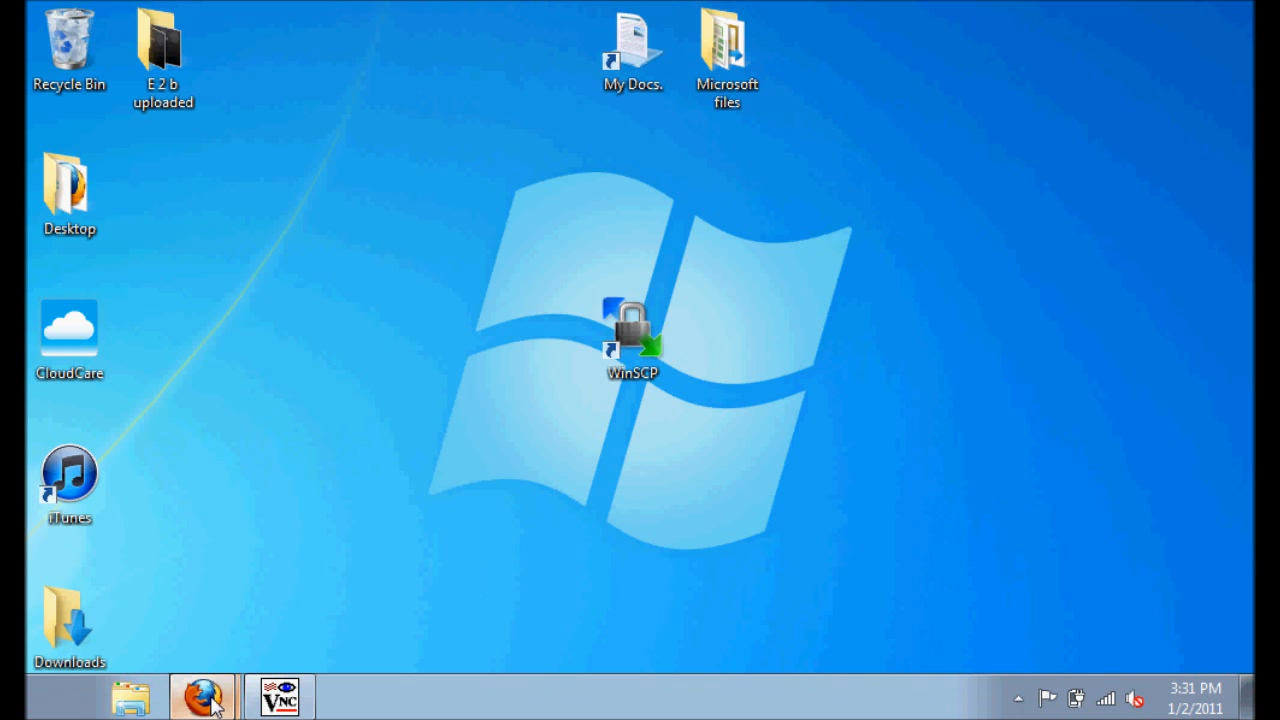 Recycle Bin
E 2 b
uploaded
My Docs.
Microsoft
files
Desktop
CloudCare
WinSCP
iTunes
Downloads
VNC
3:31 PM
1/2/2011